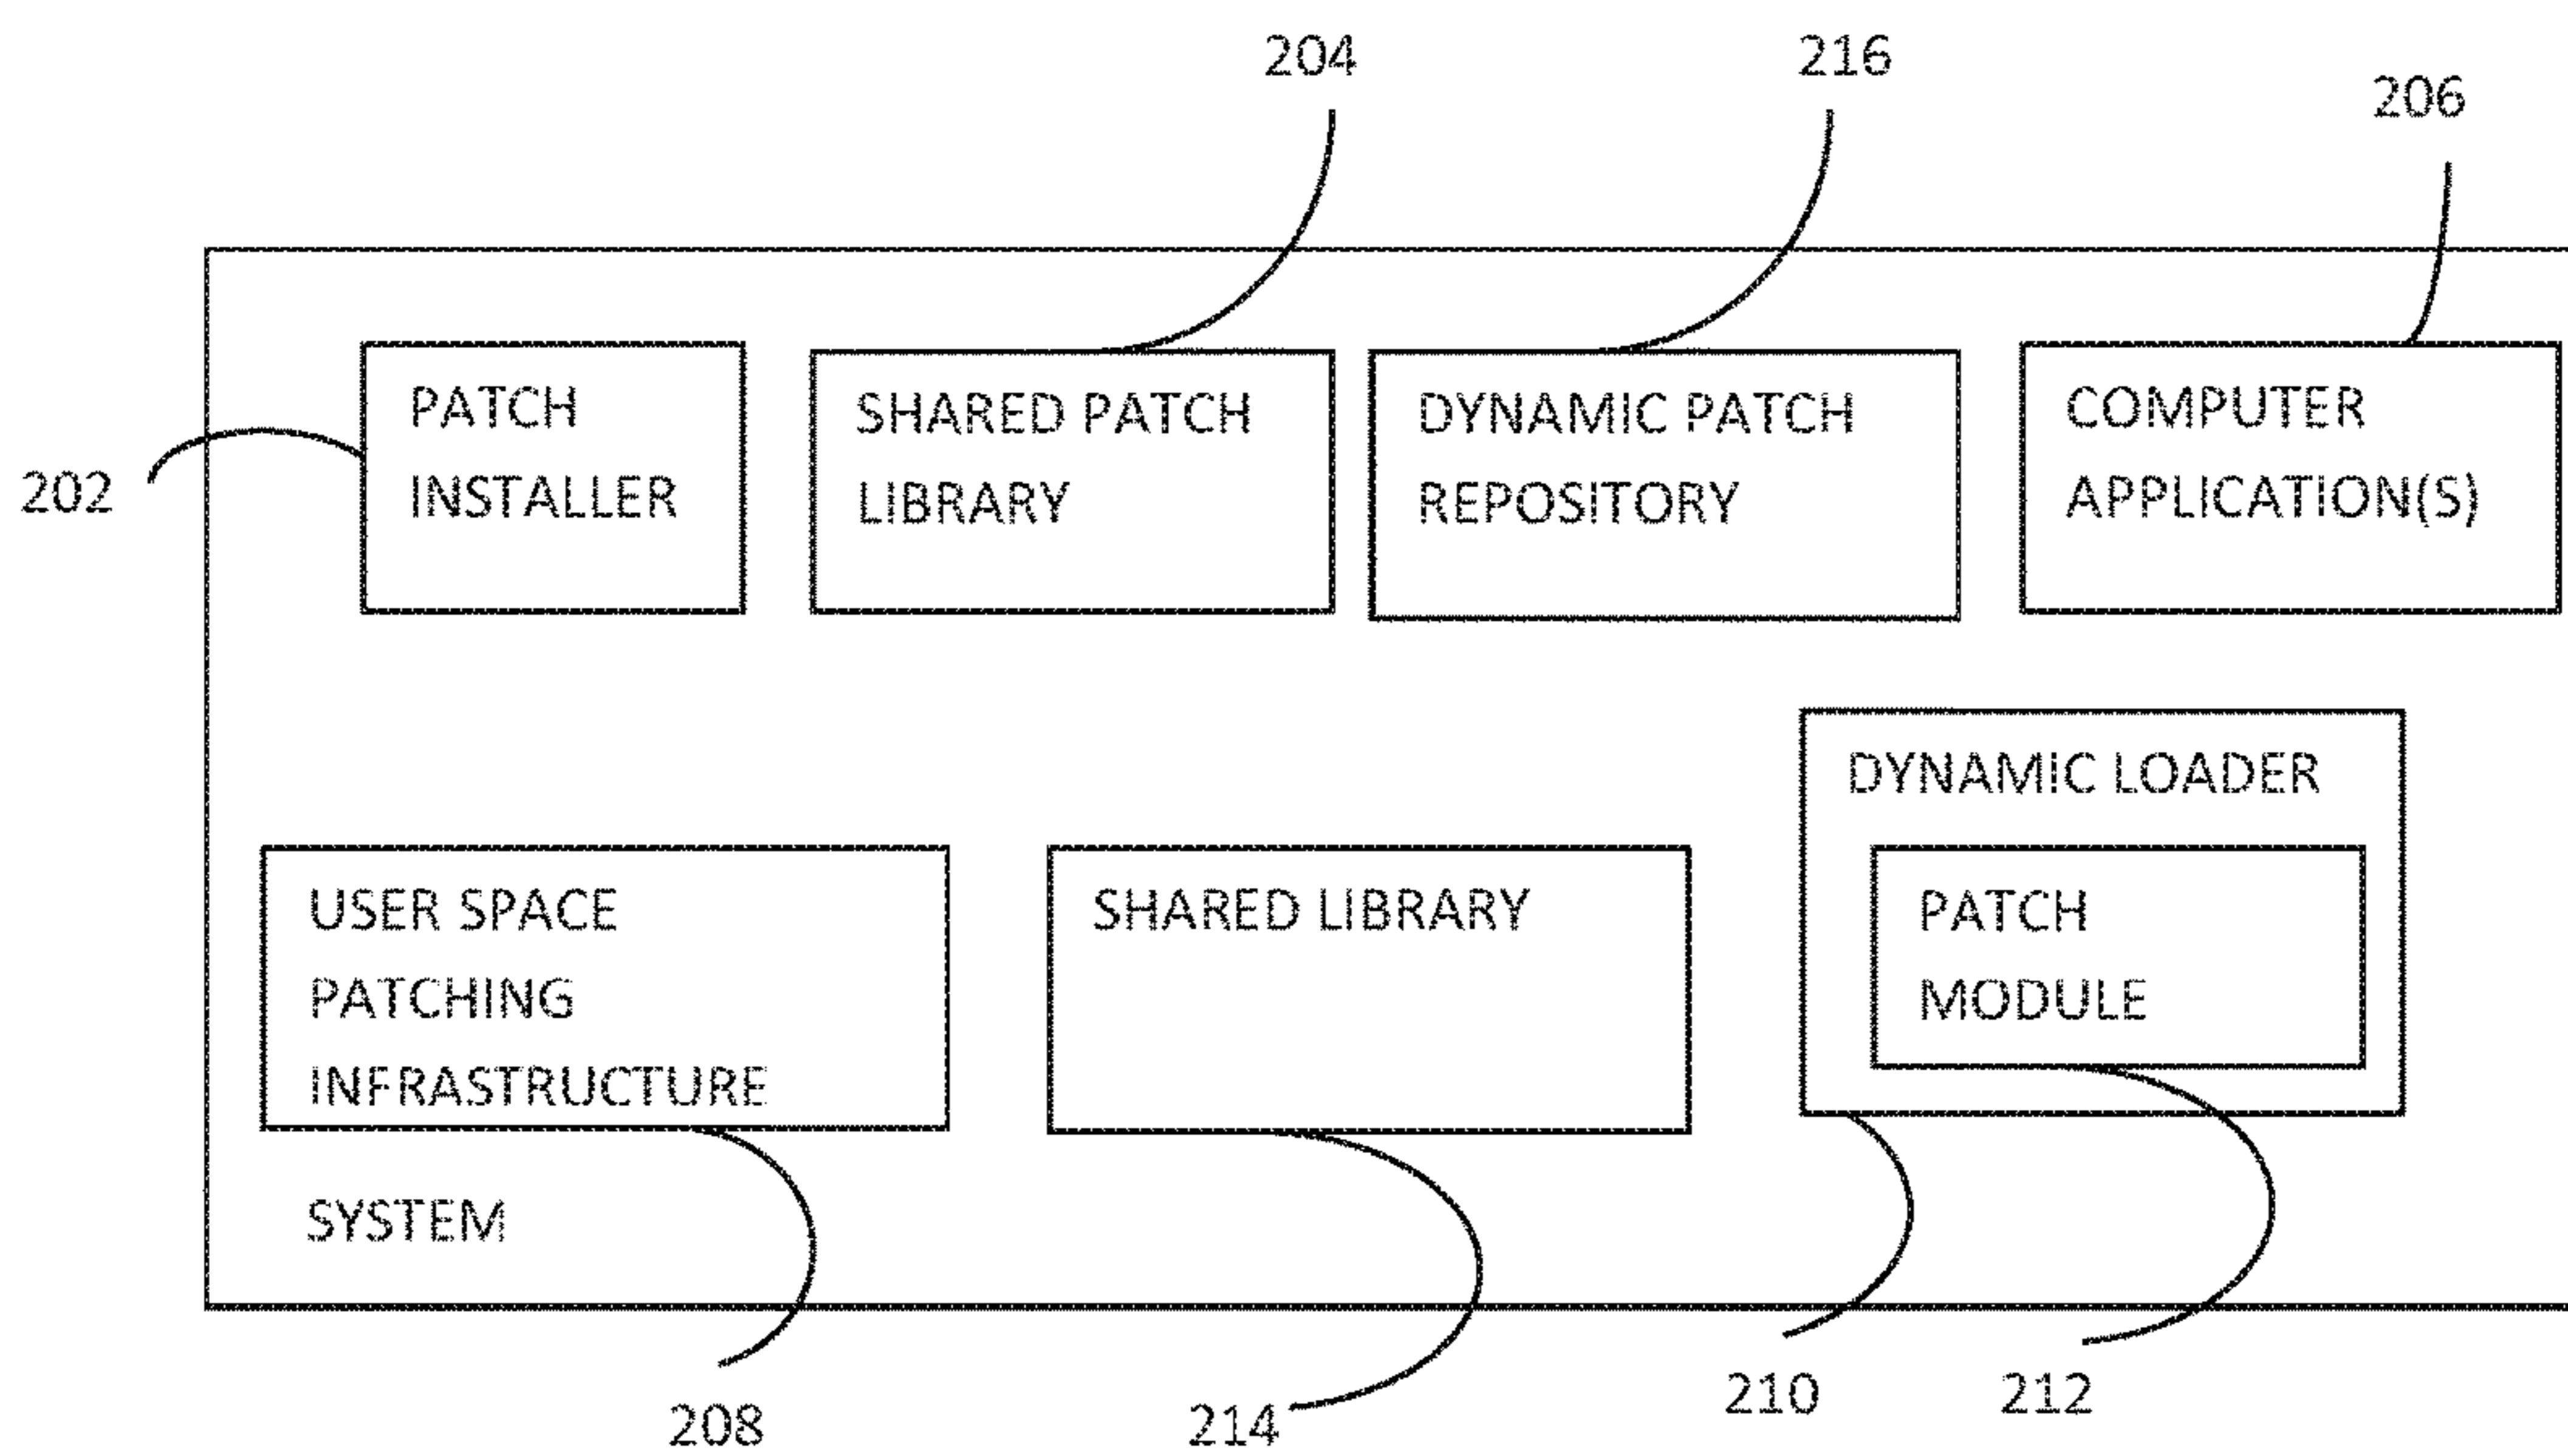 204
216
206
PATCH
INSTALLER
SHARED PATCH
LIBRARY
DYNAMIC PATCH
REPOSITORY
COMPUTER
APPLICATION(S)
202
DYNAMIC LOADER
USER SPACE
PATCHING
INFRASTRUCTURE
SHARED LIBRARY
PATCH
MODULE
SYSTEM
208
214
210
212